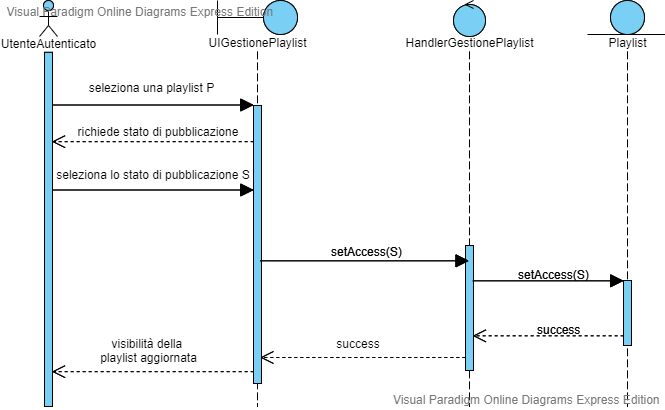 Visual Paradigm Online Diagrams Express Edition
UtenteAutenticato
UIGestionePlaylist
HandlerGestionePlaylist
Playlist
seleziona una playlist P
richiede stato di pubblicazione
seleziona lo stato di pubblicazione S
setAccess(S)
setAccess(S)
success
success
visibilità della
playlist aggiornata
Visual Paradigm Online Diagrams Express Edition